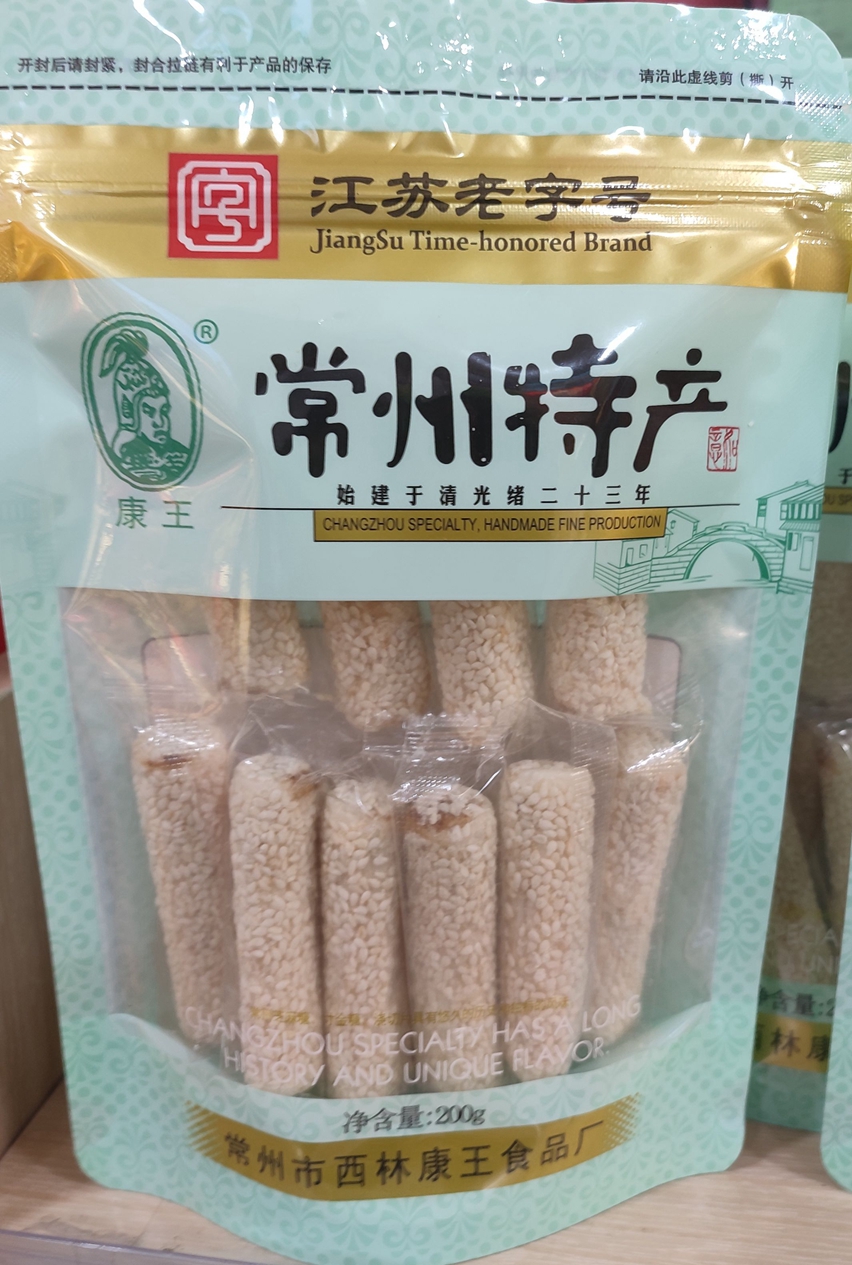 开封后请封紧，封合拉链有利于产品的保存
请沿此虚线剪（撕）开
江苏老字号
JiangSu Time-honored Brand
®
常州特产
康王
始建于清光绪二十三年
CHANGZHOU SPECIALTY, HANDMADE FINE PRODUCTION
CHANGZHOU SPECIALTY HAS A LONG
HISTORY AND UNIQUE FLAVOR.
净含量:200g
常州市西林康王食品厂